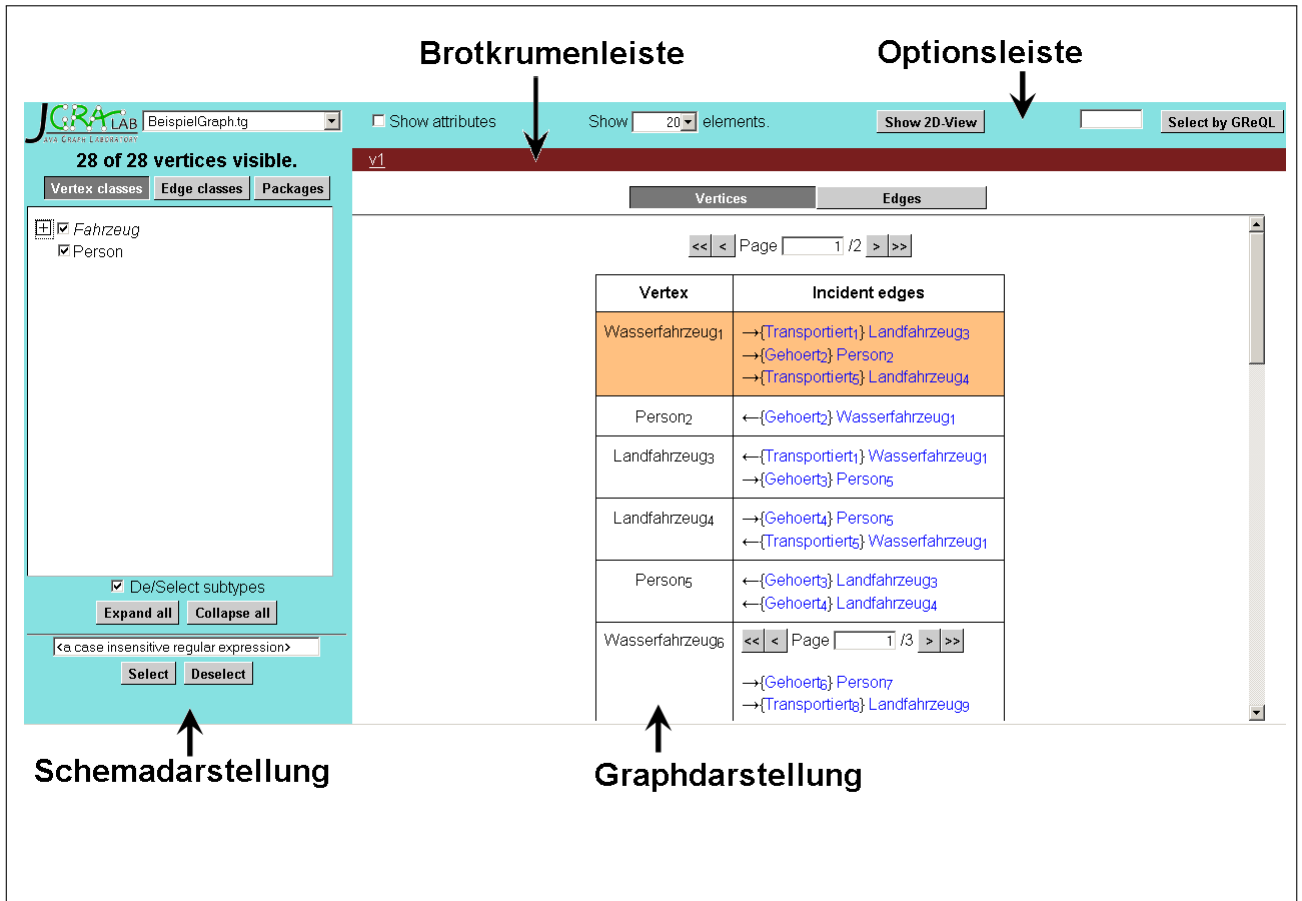 Brotkrumenleiste
Optionsleiste
JGRALAB
JAVA GRAPH LABORATORY
BeispielGraph.tg
Show attributes
Show 20 elements.
Show 2D-View
Select by GReQL
28 of 28 vertices visible.
v1
Vertex classes Edge classes Packages
Vertices Edges
Fahrzeug
Person
<< < Page 1 /2 > >>
Vertex Incident edges
Wasserfahrzeug1 →{Transportiert1} Landfahrzeug3
→{Gehoert2} Person2
→{Transportiert5} Landfahrzeug4
Person2 ←{Gehoert2} Wasserfahrzeug1
Landfahrzeug3 ←{Transportiert1} Wasserfahrzeug1
→{Gehoert3} Person5
Landfahrzeug4 →{Gehoert4} Person5
←{Transportiert5} Wasserfahrzeug1
Person5 ←{Gehoert3} Landfahrzeug3
←{Gehoert4} Landfahrzeug4
Wasserfahrzeug6 << < Page 1 /3 > >>
→{Gehoert6} Person7
→{Transportiert8} Landfahrzeug9
De/Select subtypes
Expand all Collapse all
<a case insensitive regular expression>
Select Deselect
Schemadarstellung
Graphdarstellung